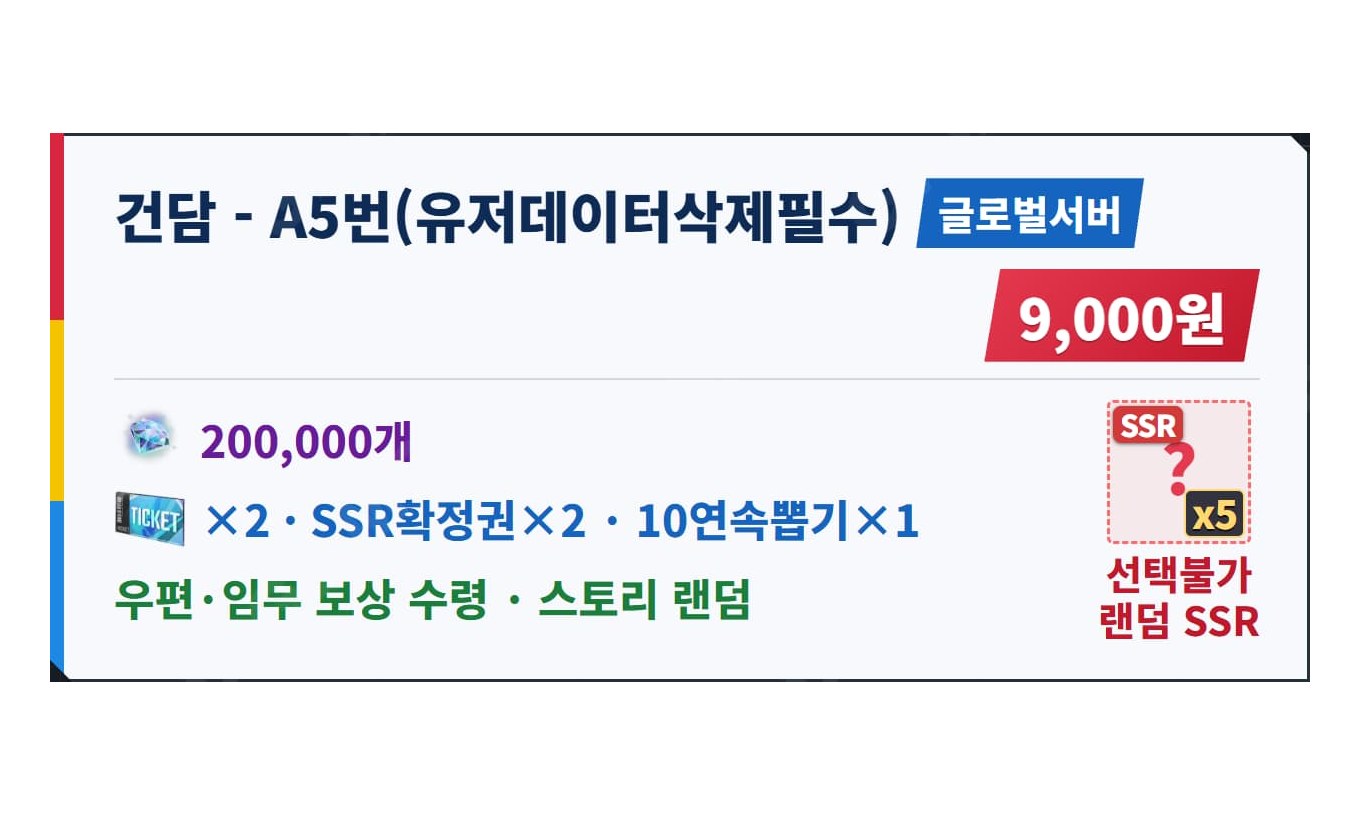 건담 - A5번(유저데이터삭제필수) 글로벌서버
9,000원
200,000개
TICKET ×2 · SSR확정권×2 · 10연속뽑기×1
우편·임무 보상 수령 · 스토리 랜덤
SSR
?
x5
선택불가
랜덤 SSR